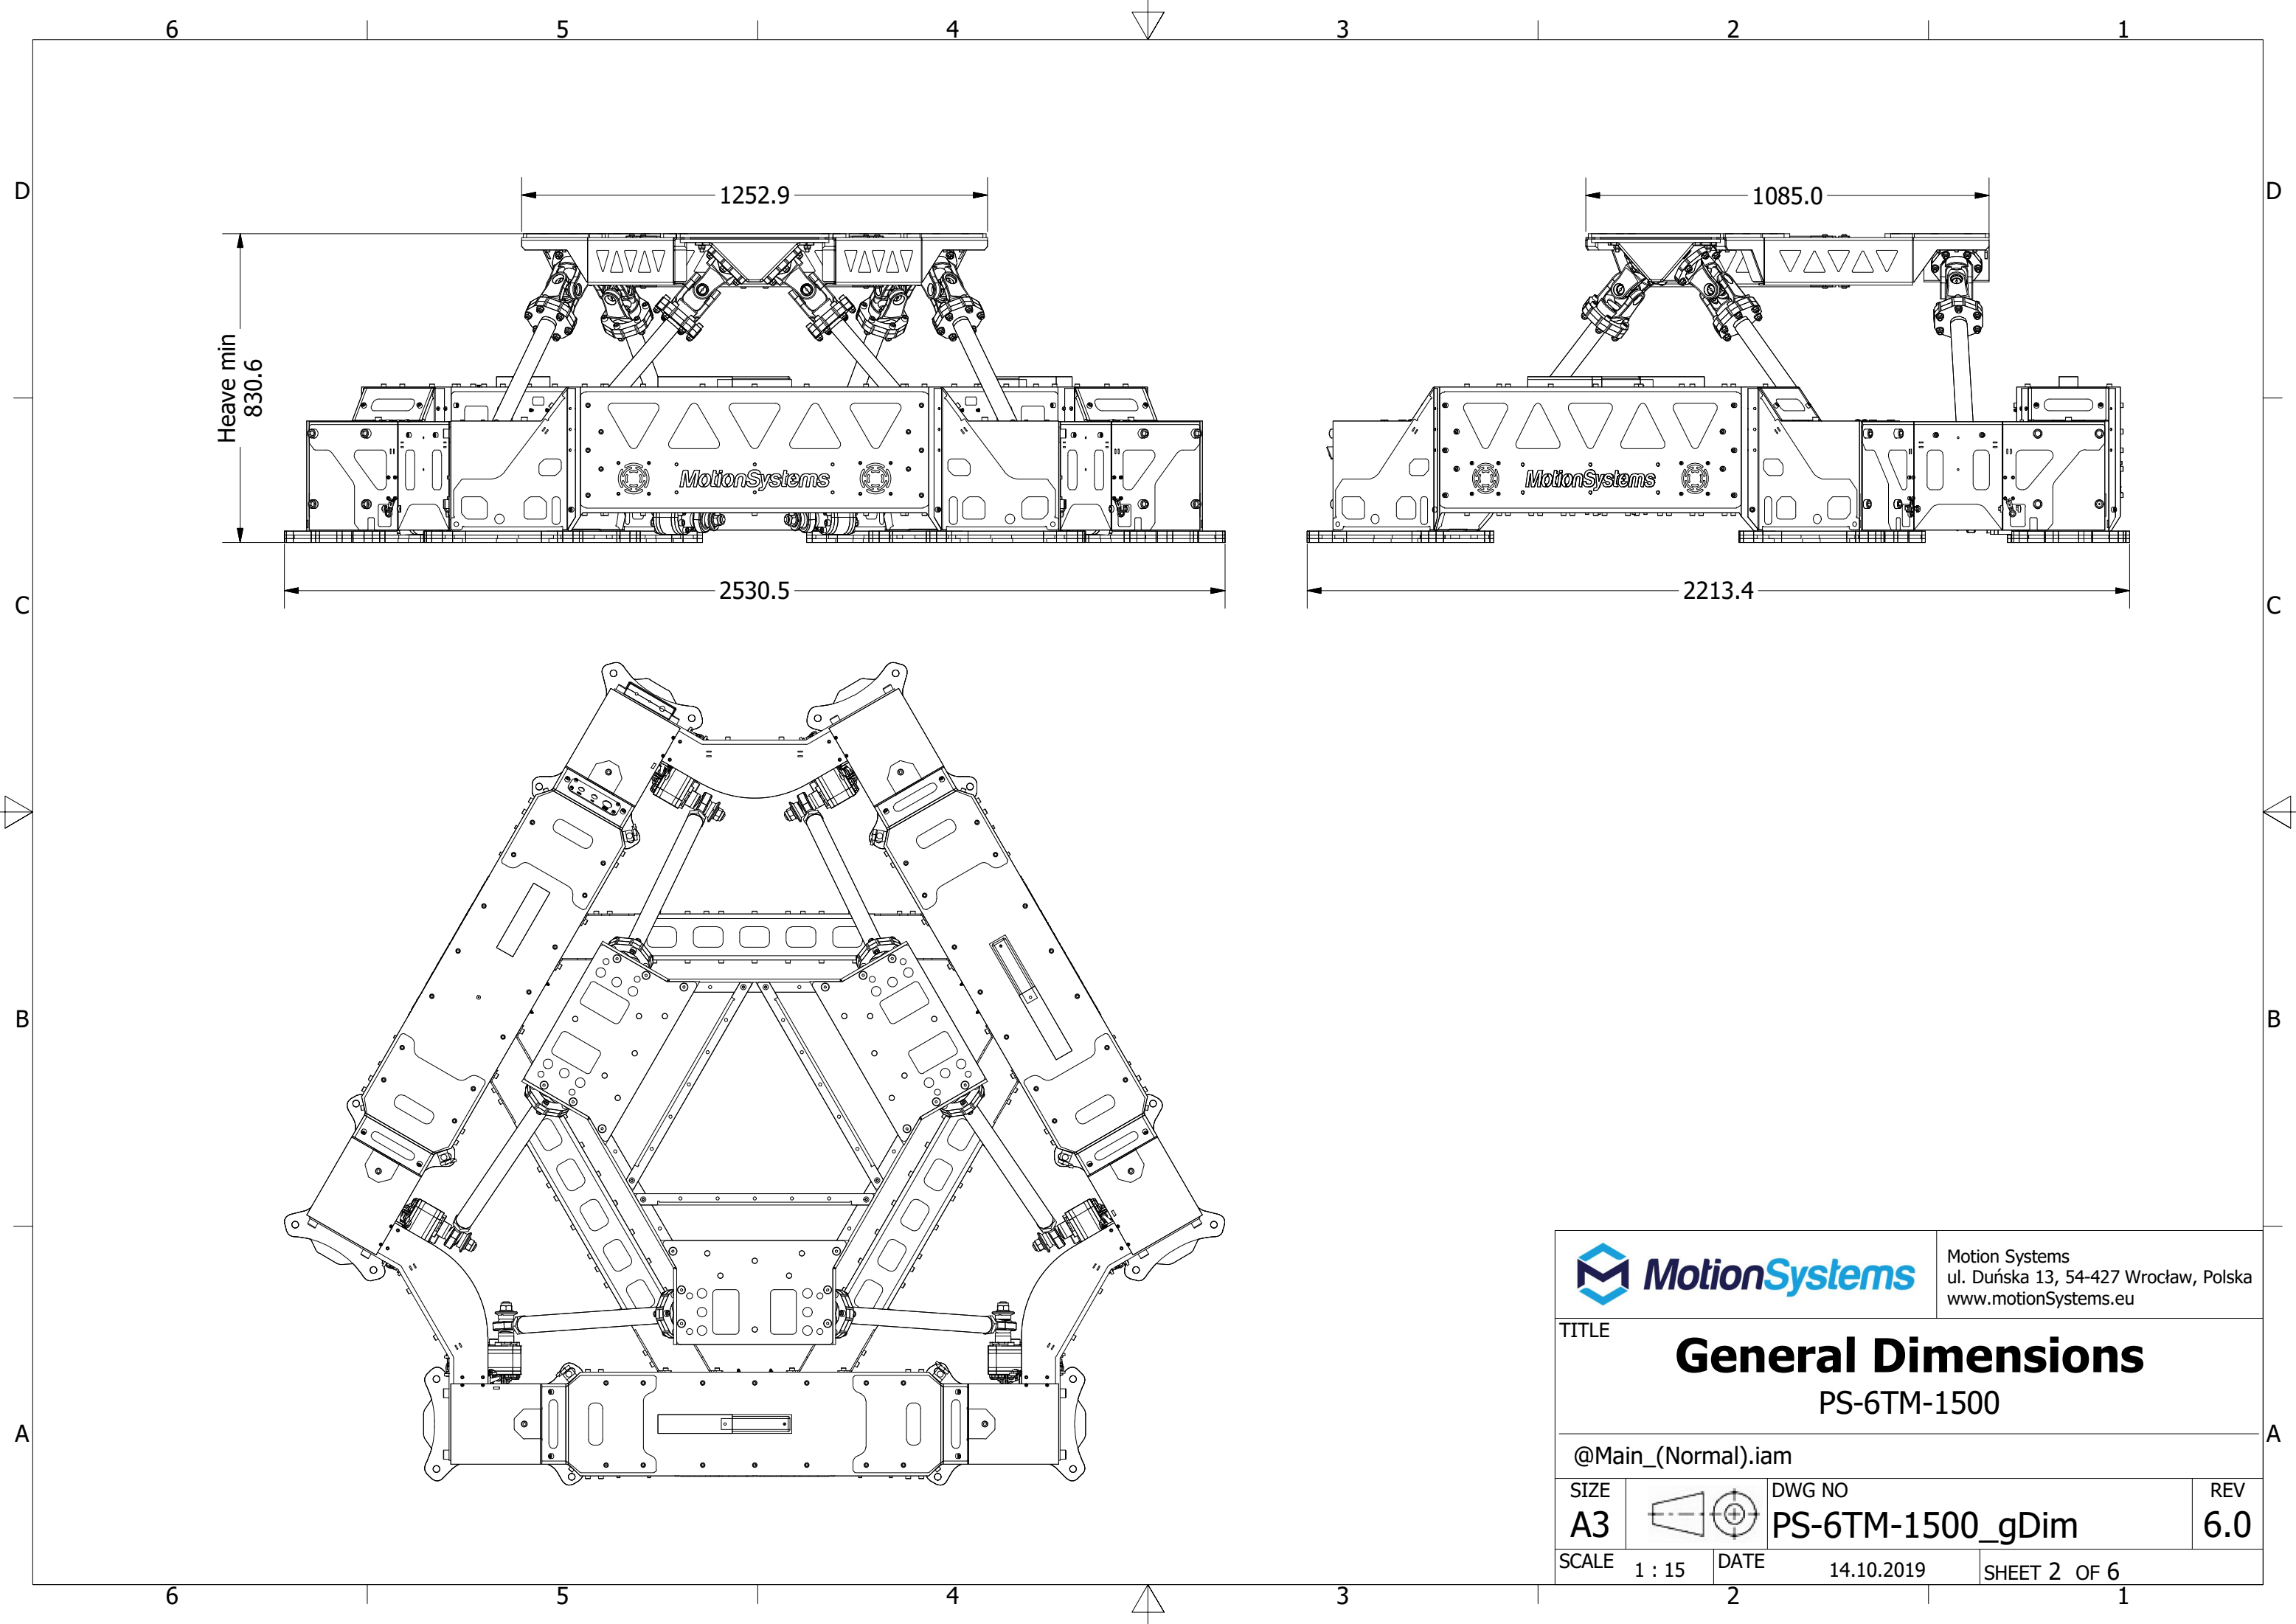 6 5 4 3 2 1
D D
1252.9
1085.0
Heave min
830.6
MotionSystems
MotionSystems
2530.5
2213.4
C C
B B
MotionSystems
Motion Systems
ul. Duńska 13, 54-427 Wrocław, Polska
www.motionSystems.eu
TITLE
General Dimensions
PS-6TM-1500
A A
@Main_(Normal).iam
SIZE
A3
DWG NO
PS-6TM-1500_gDim
REV
6.0
SCALE 1 : 15
DATE 14.10.2019
SHEET 2 OF 6
6 5 4 3 2 1